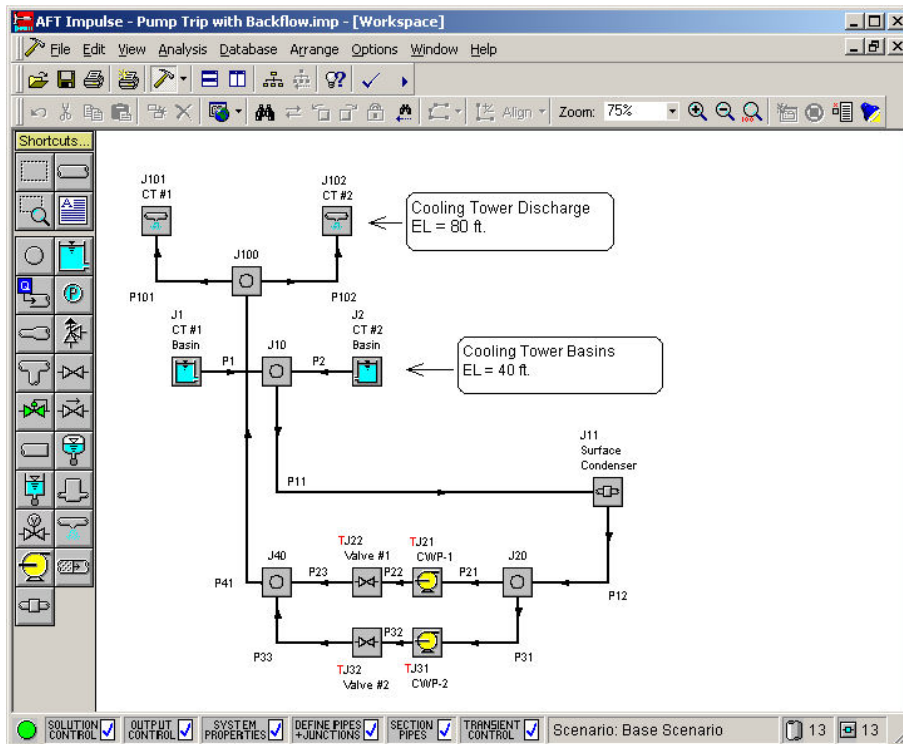 AFT Impulse - Pump Trip with Backflow.imp - [Workspace]
File Edit View Analysis Database Arrange Options Window Help
Align Zoom: 75%
100
Shortcuts...
A
Q
P
V
J101
CT #1
J102
CT #2
Cooling Tower Discharge
EL = 80 ft.
J100
P101
P102
J1
CT #1
Basin
P1
J10
P2
J2
CT #2
Basin
Cooling Tower Basins
EL = 40 ft.
P11
J11
Surface
Condenser
J40
P23
TJ22
Valve #1
P22
TJ21
CWP-1
P21
J20
P41
P12
P33
P32
P31
TJ32
Valve #2
TJ31
CWP-2
SOLUTION CONTROL
OUTPUT CONTROL
SYSTEM PROPERTIES
DEFINE PIPES +JUNCTIONS
SECTION PIPES
TRANSIENT CONTROL
Scenario: Base Scenario
13
13